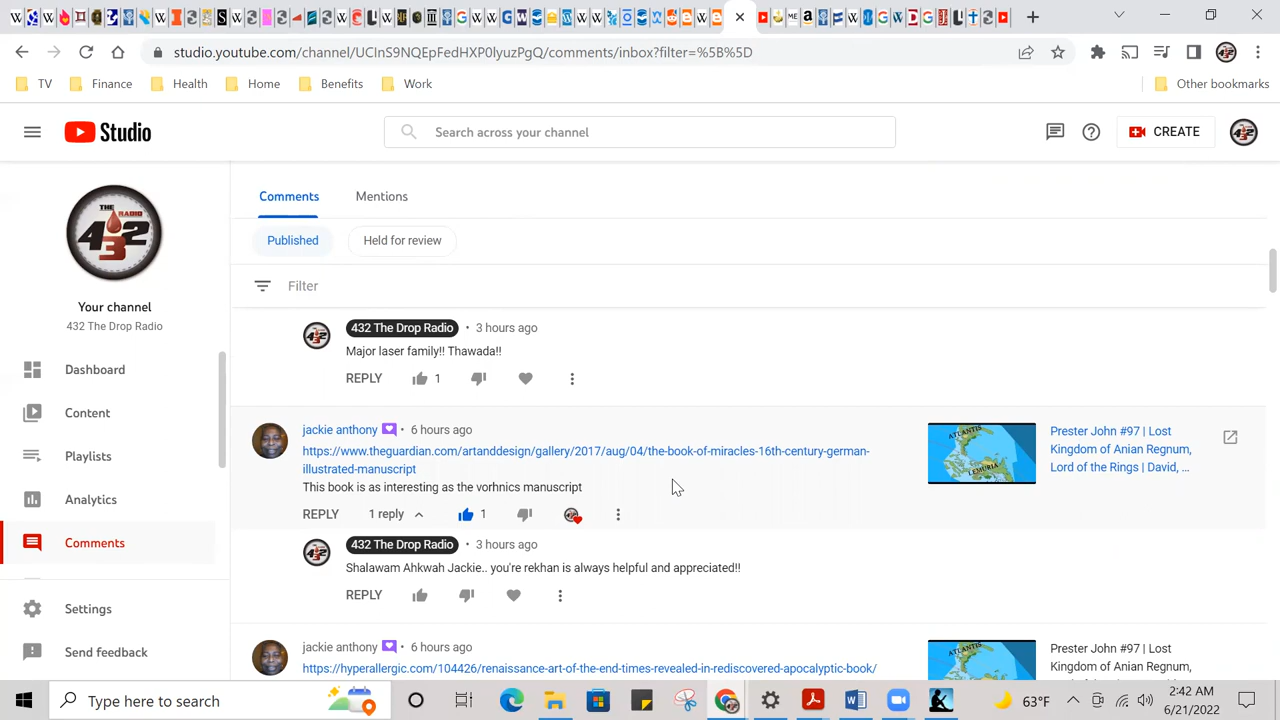 studio.youtube.com/channel/UCInS9NQEpFedHXP0lyuzPgQ/comments/inbox?filter=%5B%5D
TV
Finance
Health
Home
Benefits
Work
Other bookmarks
Studio
Search across your channel
CREATE
THE RADIO
432
Your channel
432 The Drop Radio
Dashboard
Content
Playlists
Analytics
Comments
Settings
Send feedback
Comments
Mentions
Published
Held for review
Filter
432 The Drop Radio • 3 hours ago
Major laser family!! Thawada!!
REPLY 1
jackie anthony • 6 hours ago
https://www.theguardian.com/artanddesign/gallery/2017/aug/04/the-book-of-miracles-16th-century-german-
illustrated-manuscript
This book is as interesting as the vorhnics manuscript
REPLY 1 reply 1
ATLANTIS
LEMURIA
Prester John #97 | Lost
Kingdom of Anian Regnum,
Lord of the Rings | David, ...
432 The Drop Radio • 3 hours ago
Shalawam Ahkwah Jackie.. you're rekhan is always helpful and appreciated!!
REPLY
jackie anthony • 6 hours ago
https://hyperallergic.com/104426/renaissance-art-of-the-end-times-revealed-in-rediscovered-apocalyptic-book/
ATLANTIS
Prester John #97 | Lost
Kingdom of Anian Regnum,
Type here to search
63°F
2:42 AM
6/21/2022